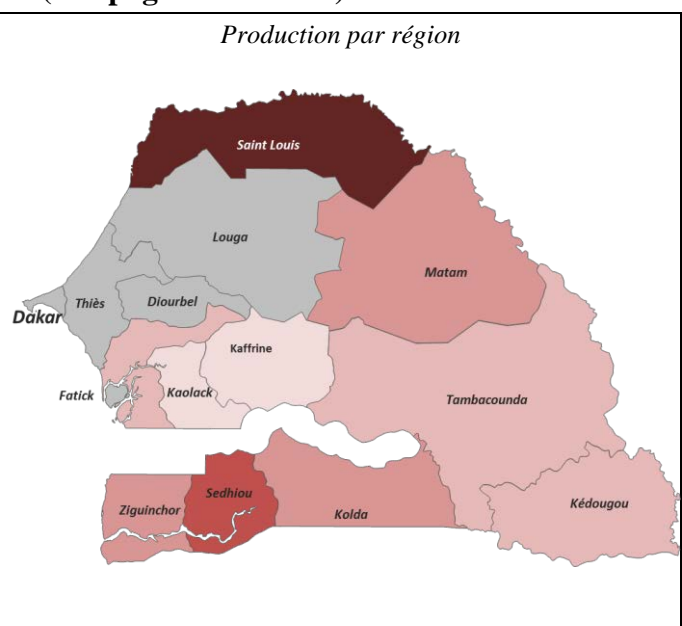 Production par région
Saint Louis
Louga
Matam
Thiès
Diourbel
Dakar
Kaffrine
Fatick
Kaolack
Tambacounda
Sedhiou
Ziguinchor
Kolda
Kédougou